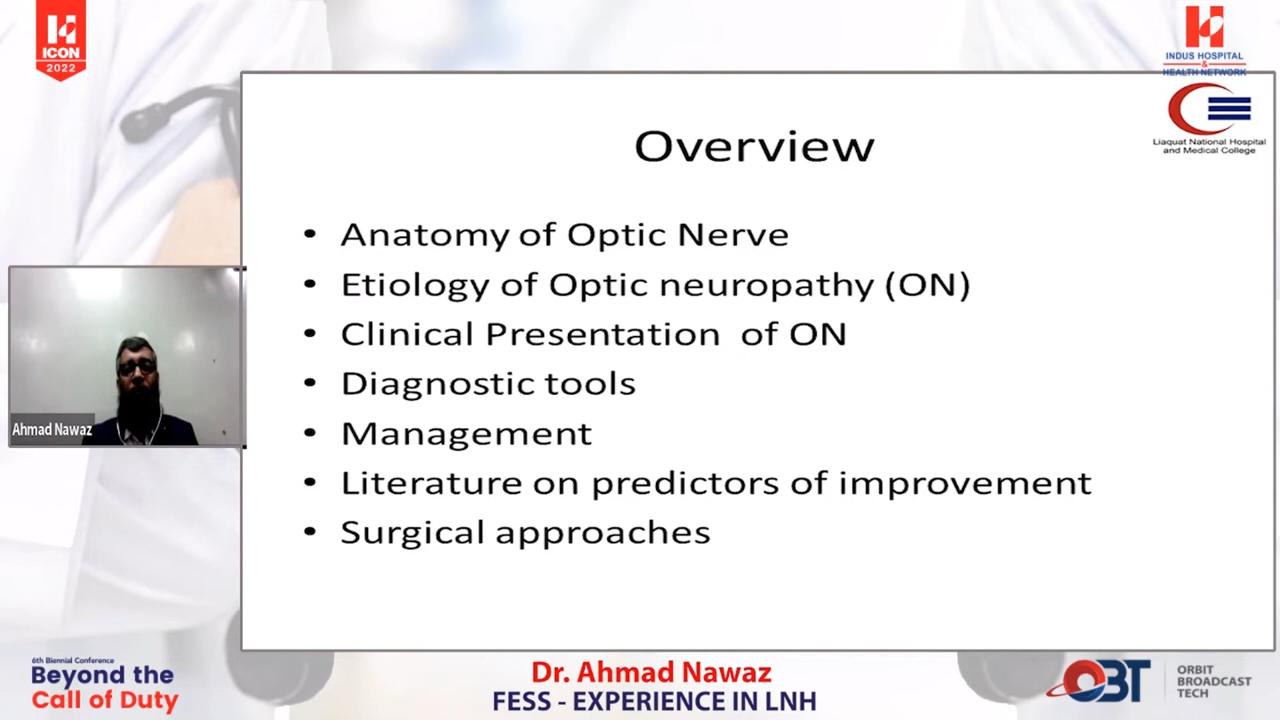 ICON
2022
INDUS HOSPITAL
&
HEALTH NETWORK
Liaquat National Hospital
and Medical College
Overview
• Anatomy of Optic Nerve
• Etiology of Optic neuropathy (ON)
• Clinical Presentation of ON
• Diagnostic tools
• Management
• Literature on predictors of improvement
• Surgical approaches
Ahmad Nawaz
6th Biennial Conference
Beyond the
Call of Duty
Dr. Ahmad Nawaz
FESS - EXPERIENCE IN LNH
OBT
ORBIT
BROADCAST
TECH